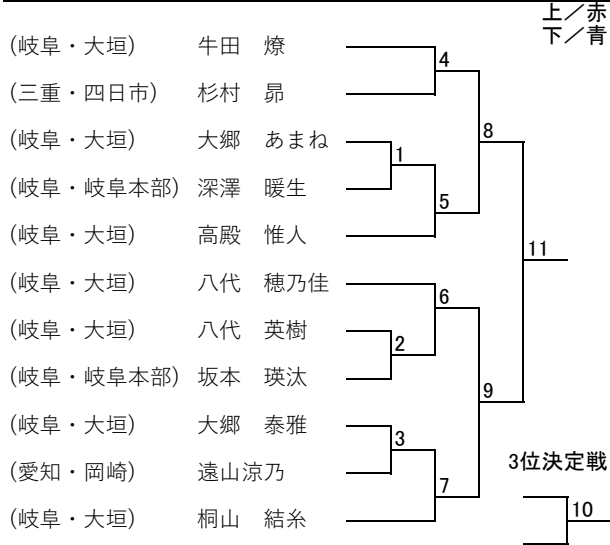 上／赤
下／青
(岐阜・大垣) 牛田 燎
4
(三重・四日市) 杉村 昴
8
(岐阜・大垣) 大郷 あまね
1
(岐阜・岐阜本部) 深澤 暖生
5
(岐阜・大垣) 高殿 惟人
11
(岐阜・大垣) 八代 穂乃佳
6
(岐阜・大垣) 八代 英樹
2
(岐阜・岐阜本部) 坂本 瑛汰
9
(岐阜・大垣) 大郷 泰雅
3
(愛知・岡崎) 遠山涼乃
3位決定戦
7
(岐阜・大垣) 桐山 結糸
10